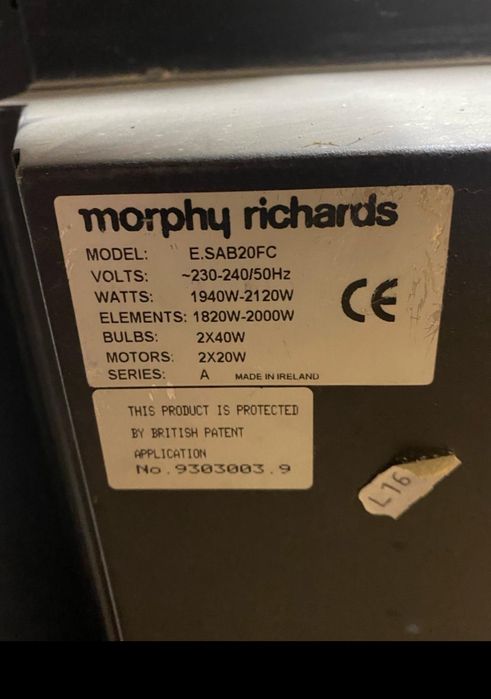 morphy richards
MODEL: E.SAB20FC
VOLTS: ~230-240/50Hz
WATTS: 1940W-2120W
ELEMENTS: 1820W-2000W
BULBS: 2X40W
MOTORS: 2X20W
SERIES: A MADE IN IRELAND
CE
THIS PRODUCT IS PROTECTED
BY BRITISH PATENT
APPLICATION
No.9303003.9
L16